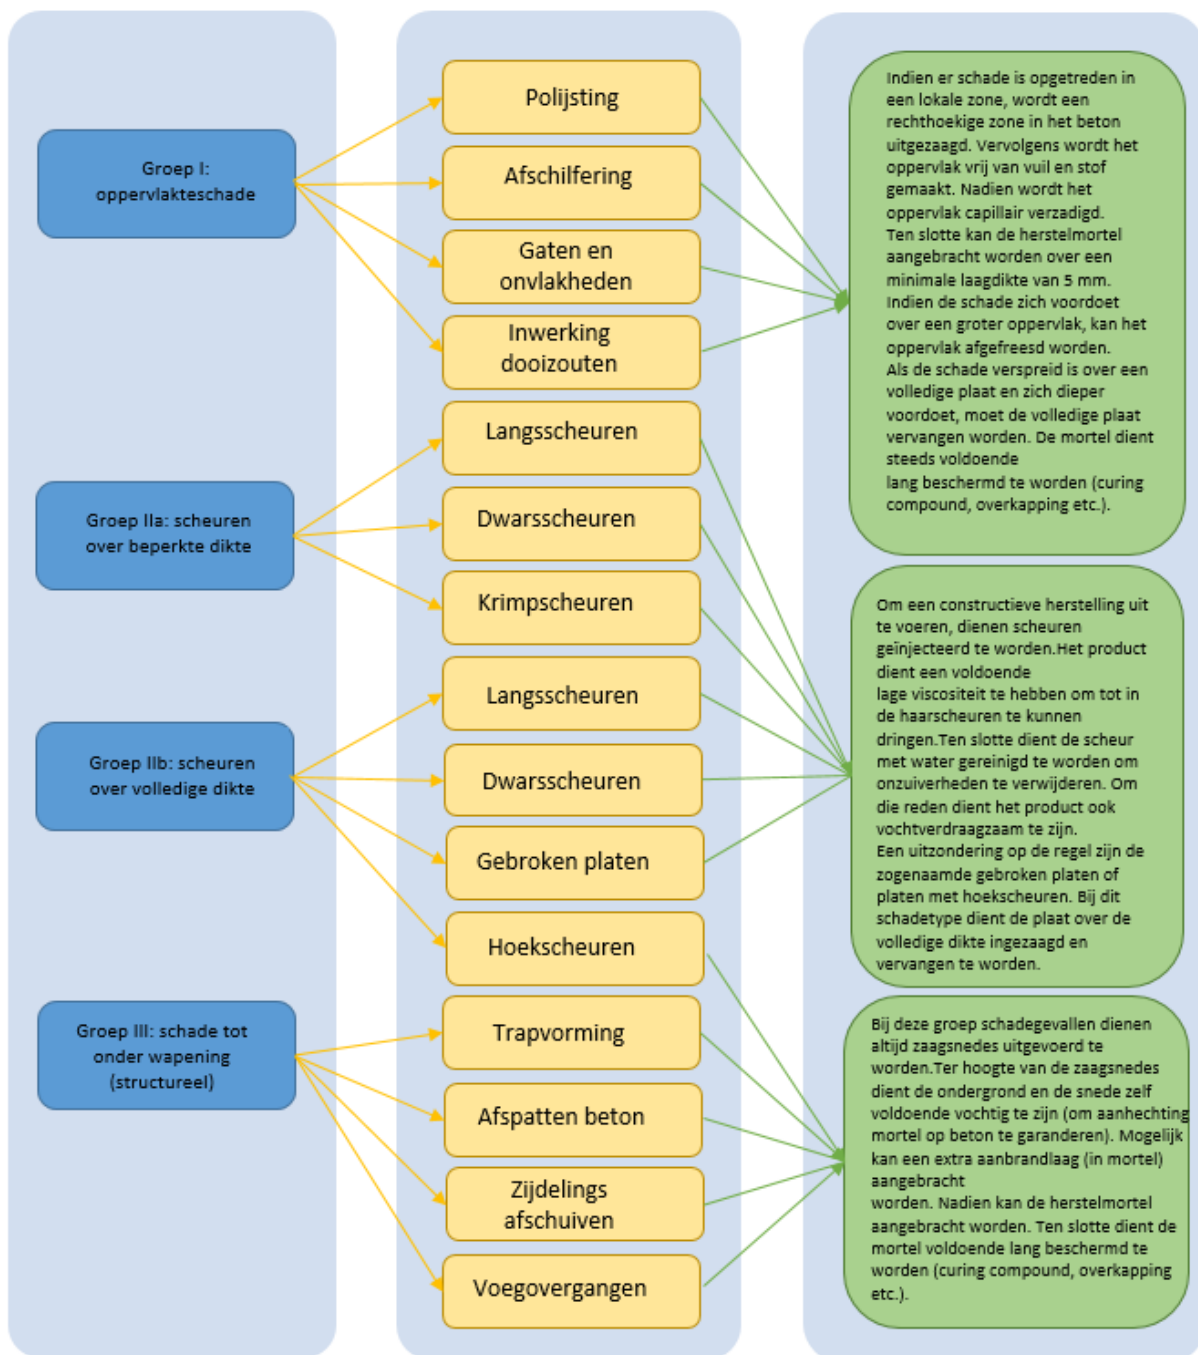 Groep I:
oppervlakteschade
Groep IIa: scheuren
over beperkte dikte
Groep IIb: scheuren
over volledige dikte
Groep III: schade tot
onder wapening
(structureel)
Polijsting
Afschilfering
Gaten en
onvlakheden
Inwerking
dooizouten
Langsscheuren
Dwarsscheuren
Krimpscheuren
Langsscheuren
Dwarsscheuren
Gebroken platen
Hoekscheuren
Trapvorming
Afspatten beton
Zijdelings
afschuiven
Voegovergangen
Indien er schade is opgetreden in
een lokale zone, wordt een
rechthoekige zone in het beton
uitgezaagd. Vervolgens wordt het
oppervlak vrij van vuil en stof
gemaakt. Nadien wordt het
oppervlak capillair verzadigd.
Ten slotte kan de herstelmortel
aangebracht worden over een
minimale laagdikte van 5 mm.
Indien de schade zich voordoet
over een groter oppervlak, kan het
oppervlak afgefreesd worden.
Als de schade verspreid is over een
volledige plaat en zich dieper
voordoet, moet de volledige plaat
vervangen worden. De mortel dient
steeds voldoende
lang beschermd te worden (curing
compound, overkapping etc.).
Om een constructieve herstelling uit
te voeren, dienen scheuren
geïnjecteerd te worden.Het product
dient een voldoende
lage viscositeit te hebben om tot in
de haarscheuren te kunnen
dringen.Ten slotte dient de scheur
met water gereinigd te worden om
onzuiverheden te verwijderen. Om
die reden dient het product ook
vochtverdraagzaam te zijn.
Een uitzondering op de regel zijn de
zogenaamde gebroken platen of
platen met hoekscheuren. Bij dit
schadetype dient de plaat over de
volledige dikte ingezaagd en
vervangen te worden.
Bij deze groep schadegevallen dienen
altijd zaagsnedes uitgevoerd te
worden.Ter hoogte van de zaagsnedes
dient de ondergrond en de snede zelf
voldoende vochtig te zijn (om aanhechting
mortel op beton te garanderen). Mogelijk
kan een extra aanbrandlaag (in mortel)
aangebracht
worden. Nadien kan de herstelmortel
aangebracht worden. Ten slotte dient de
mortel voldoende lang beschermd te
worden (curing compound, overkapping
etc.).